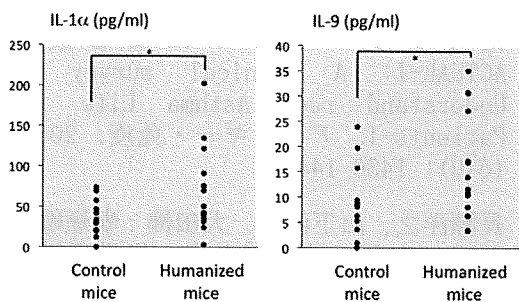 IL-1α (pg/ml)
250
200
150
100
50
0
*
Control mice
Humanized mice
IL-9 (pg/ml)
40
35
30
25
20
15
10
5
0
*
Control mice
Humanized mice